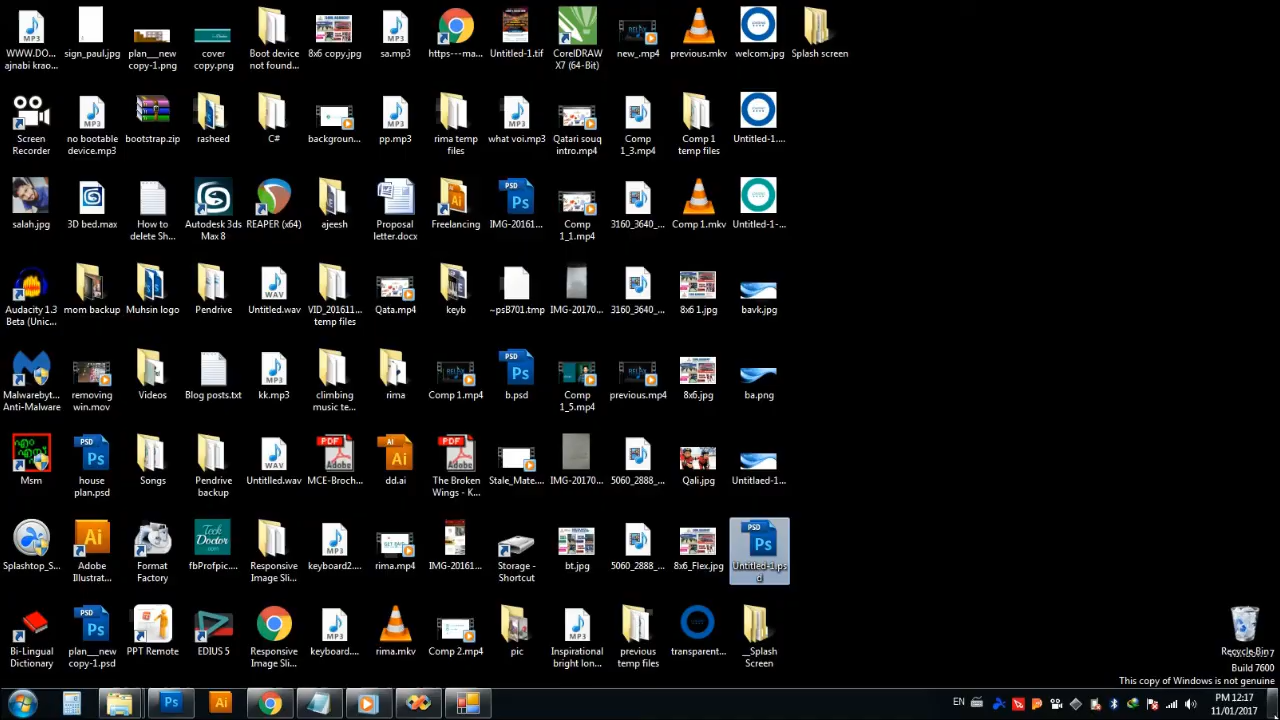 WWW.DO...
ajnabi krao...
sign_paul.jpg
plan__new
copy-1.png
cover
copy.png
Boot device
not found...
8x6 copy.jpg
sa.mp3
https---ma...
Untitled-1.tif
CorelDRAW
X7 (64-Bit)
new_.mp4
previous.mkv
welcom.jpg
Splash screen
Screen
Recorder
no bootable
device.mp3
bootstrap.zip
rasheed
C#
backgroun...
pp.mp3
rima temp
files
what voi.mp3
Qatari souq
intro.mp4
Comp
1_3.mp4
Comp 1
temp files
Untitled-1....
salah.jpg
3D bed.max
How to
delete Sh...
Autodesk 3ds
Max 8
REAPER (x64)
ajeesh
Proposal
letter.docx
Freelancing
IMG-20161...
Comp
1_1.mp4
3160_3640_...
Comp 1.mkv
Untitled-1-...
Audacity 1.3
Beta (Unic...
mom backup
Muhsin logo
Pendrive
Untitled.wav
VID_201611...
temp files
Qata.mp4
keyb
~psB701.tmp
IMG-20170...
3160_3640_...
8x6 1.jpg
bavk.jpg
Malwarebyt...
Anti-Malware
removing
win.mov
Videos
Blog posts.txt
kk.mp3
climbing
music te...
rima
Comp 1.mp4
b.psd
Comp
1_5.mp4
previous.mp4
8x6.jpg
ba.png
എം
എസ്
Msm
house
plan.psd
Songs
Pendrive
backup
Untitlled.wav
MCE-Broch...
dd.ai
The Broken
Wings - K...
Stale_Mate....
IMG-20170...
5060_2888_...
Qali.jpg
Untitlaed-1...
Splashtop_S...
Adobe
Illustrat...
Format
Factory
Teck
Doctor
fbProfpic....
Responsive
Image Sli...
keyboard2....
rima.mp4
IMG-20161...
Storage -
Shortcut
bt.jpg
5060_2888_...
8x6_Flex.jpg
Untitled-1.ps
d
Bi-Lingual
Dictionary
plan__new
copy-1.psd
PPT Remote
EDIUS 5
Responsive
Image Sli...
keyboard....
rima.mkv
Comp 2.mp4
pic
Inspirational
bright lon...
previous
temp files
transparent...
__Splash
Screen
Recycle Bin
Build 7600
This copy of Windows is not genuine
EN
PM 12:17
11/01/2017